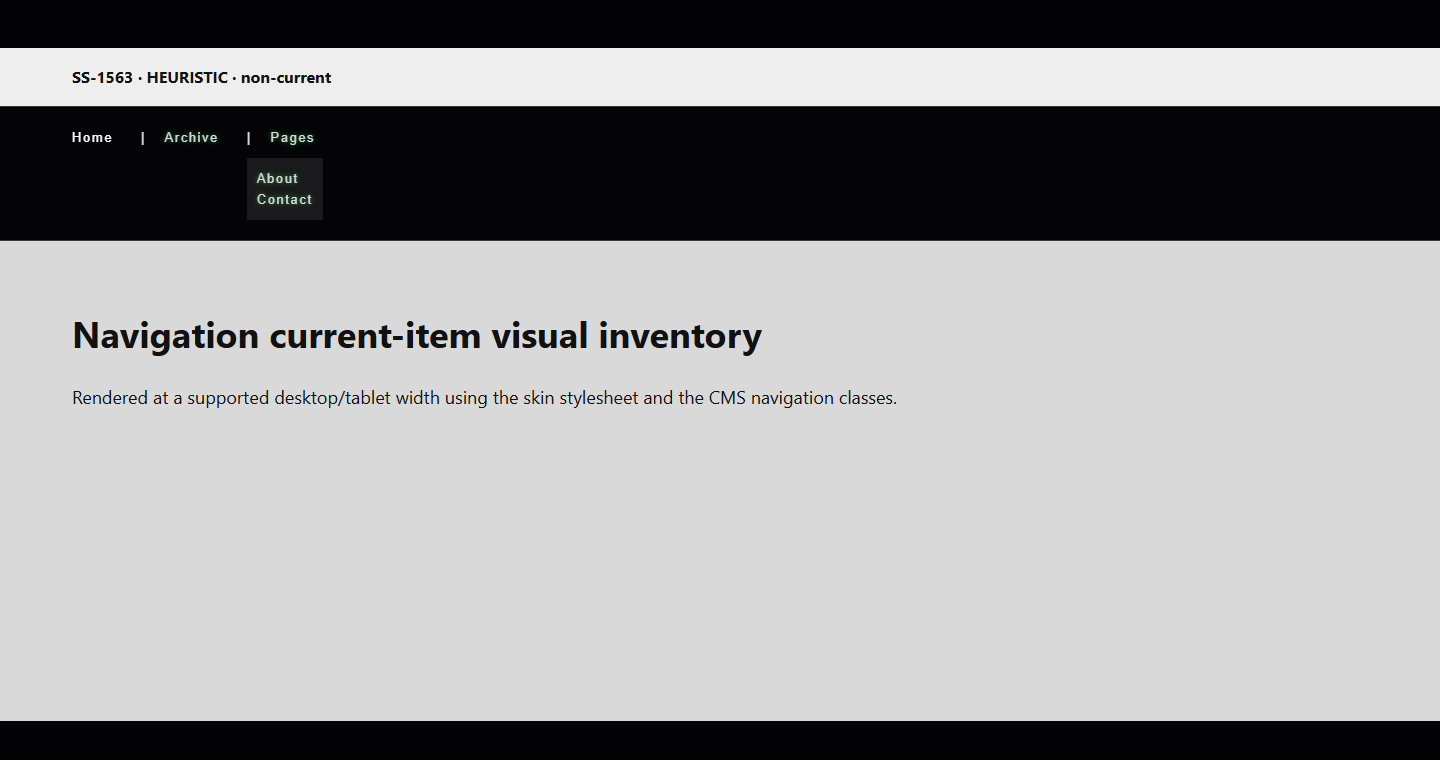 SS-1563 · HEURISTIC · non-current
Home | Archive | Pages
About
Contact
Navigation current-item visual inventory
Rendered at a supported desktop/tablet width using the skin stylesheet and the CMS navigation classes.